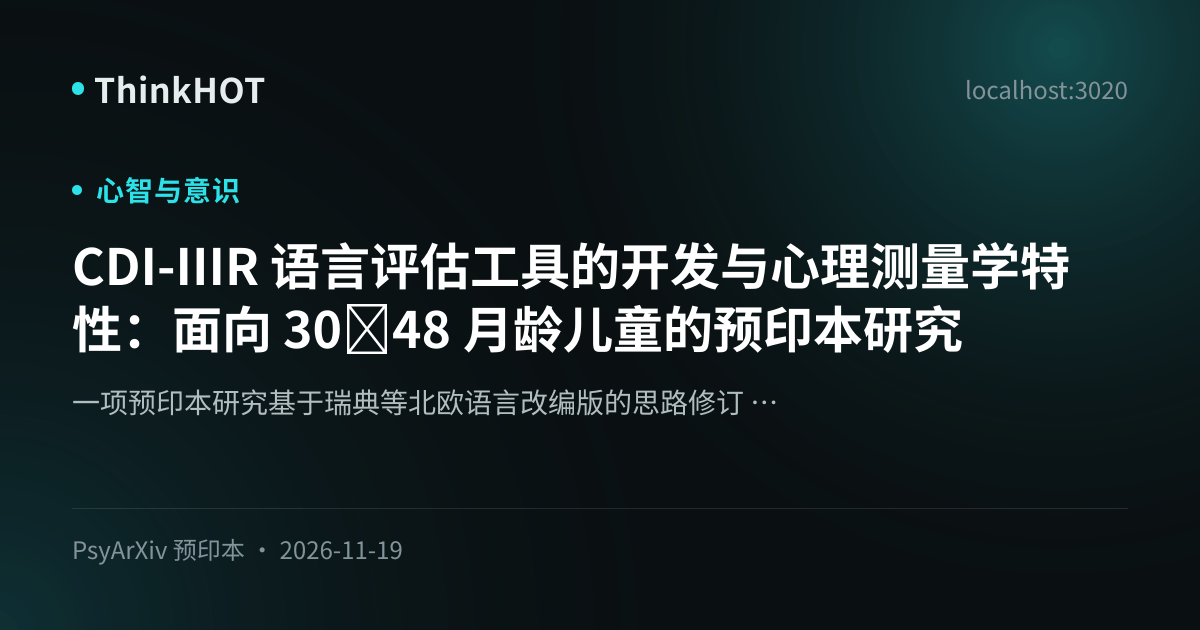 ThinkHOT
localhost:3020
心智与意识
CDI-IIIR 语言评估工具的开发与心理测量学特
性：面向 30☒48 月龄儿童的预印本研究
一项预印本研究基于瑞典等北欧语言改编版的思路修订 …
PsyArXiv 预印本 · 2026-11-19